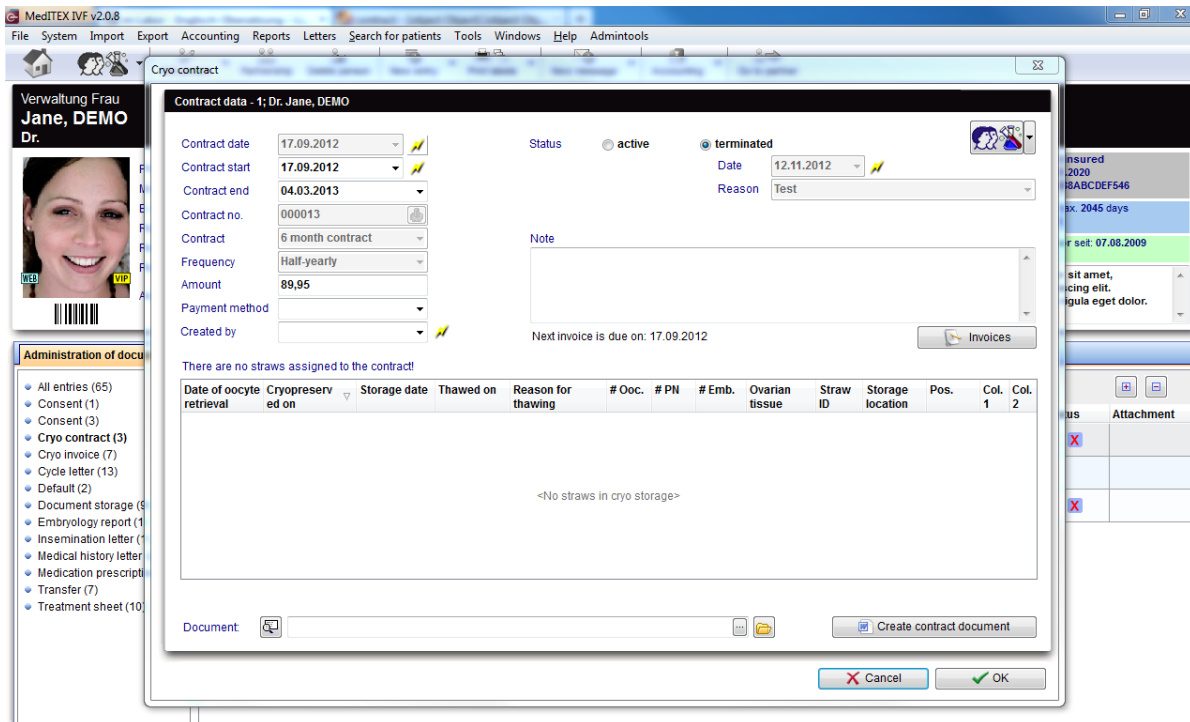 MedITEX IVF v2.0.8
File System Import Export Accounting Reports Letters Search for patients Tools Windows Help Admintools
Cryo contract
Verwaltung Frau
Jane, DEMO
Dr.
WEB VIP
Contract data - 1; Dr. Jane, DEMO
Contract date 17.09.2012
Contract start 17.09.2012
Contract end 04.03.2013
Contract no. 000013
Contract 6 month contract
Frequency Half-yearly
Amount 89,95
Payment method
Created by
Status active terminated
Date 12.11.2012
Reason Test
Note
Next invoice is due on: 17.09.2012
Invoices
There are no straws assigned to the contract!
Date of oocyte retrieval Cryopreserv ed on Storage date Thawed on Reason for thawing # Ooc. # PN # Emb. Ovarian tissue Straw ID Storage location Pos. Col. 1 Col. 2
<No straws in cryo storage>
Document:
Create contract document
Cancel OK
nsured
.2020
88ABCDEF546
ax. 2045 days
r seit: 07.08.2009
sit amet,
scing elit.
igula eget dolor.
Administration of docu
All entries (65)
Consent (1)
Consent (3)
Cryo contract (3)
Cryo invoice (7)
Cycle letter (13)
Default (2)
Document storage (9
Embryology report (1
Insemination letter (1
Medical history letter
Medication prescripti
Transfer (7)
Treatment sheet (10)
tus Attachment
X
X